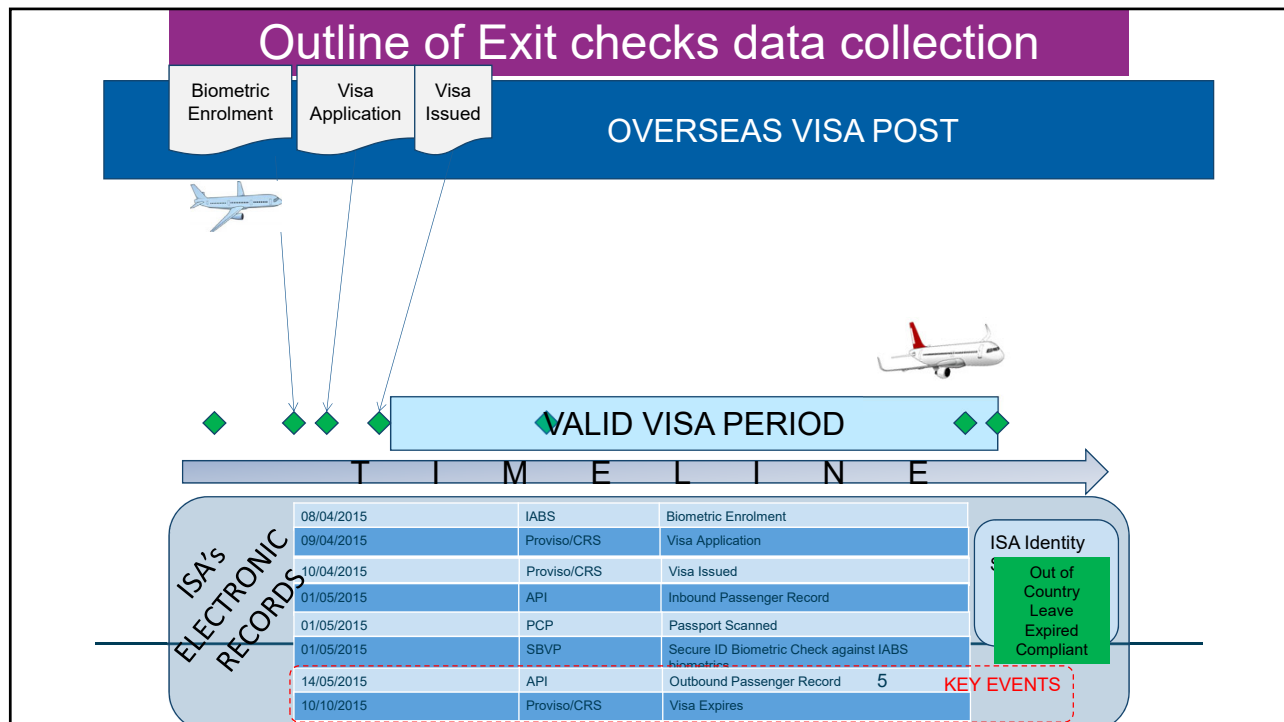 Outline of Exit checks data collection
Biometric
Enrolment
Visa
Application
Visa
Issued
OVERSEAS VISA POST
VALID VISA PERIOD
T I M E L I N E
ISA's
ELECTRONIC
RECORDS
08/04/2015 IABS Biometric Enrolment
09/04/2015 Proviso/CRS Visa Application
10/04/2015 Proviso/CRS Visa Issued
01/05/2015 API Inbound Passenger Record
01/05/2015 PCP Passport Scanned
01/05/2015 SBVP Secure ID Biometric Check against IABS
biometrics
14/05/2015 API Outbound Passenger Record 5
KEY EVENTS
10/10/2015 Proviso/CRS Visa Expires
ISA Identity
Out of
Country
Leave
Expired
Compliant